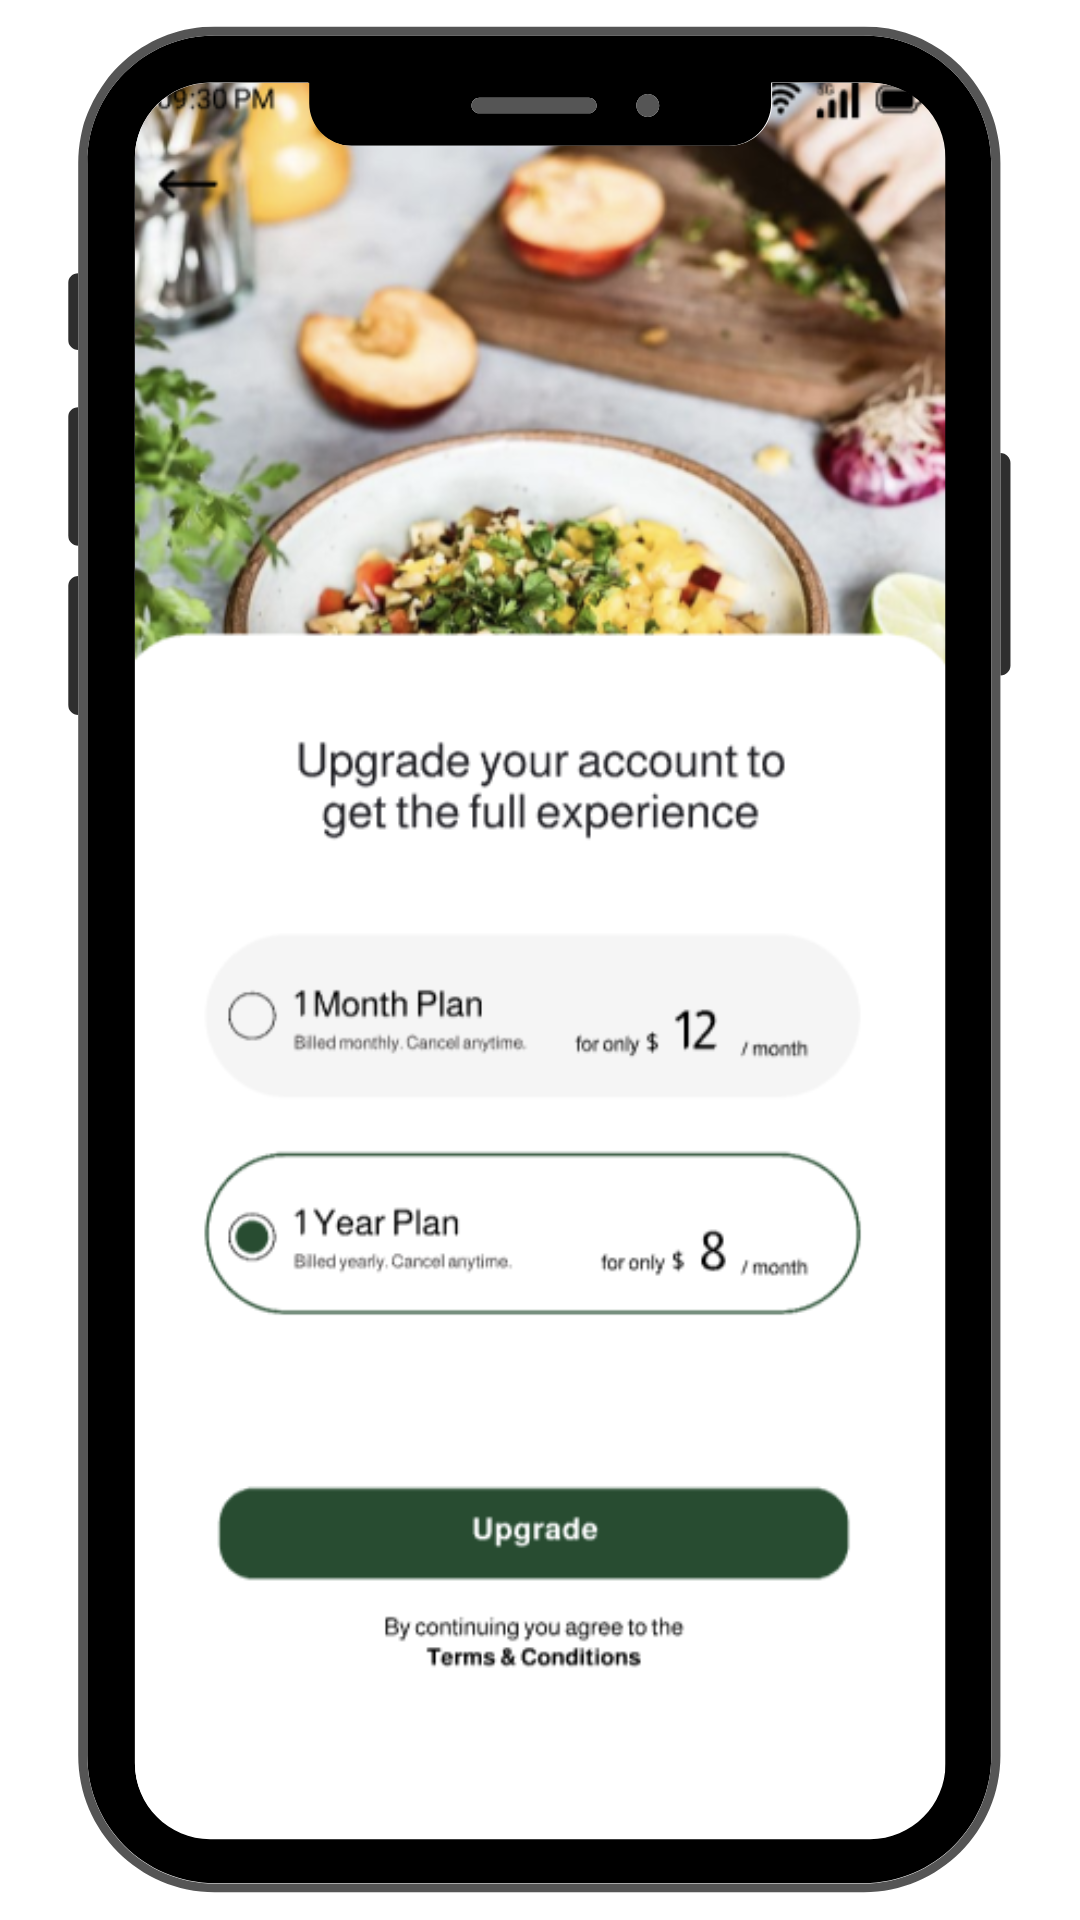 09:30 PM
3G
Upgrade your account to
get the full experience
1 Month Plan
Billed monthly. Cancel anytime.
for only $ 12 / month
1 Year Plan
Billed yearly. Cancel anytime.
for only $ 8 / month
Upgrade
By continuing you agree to the
Terms & Conditions